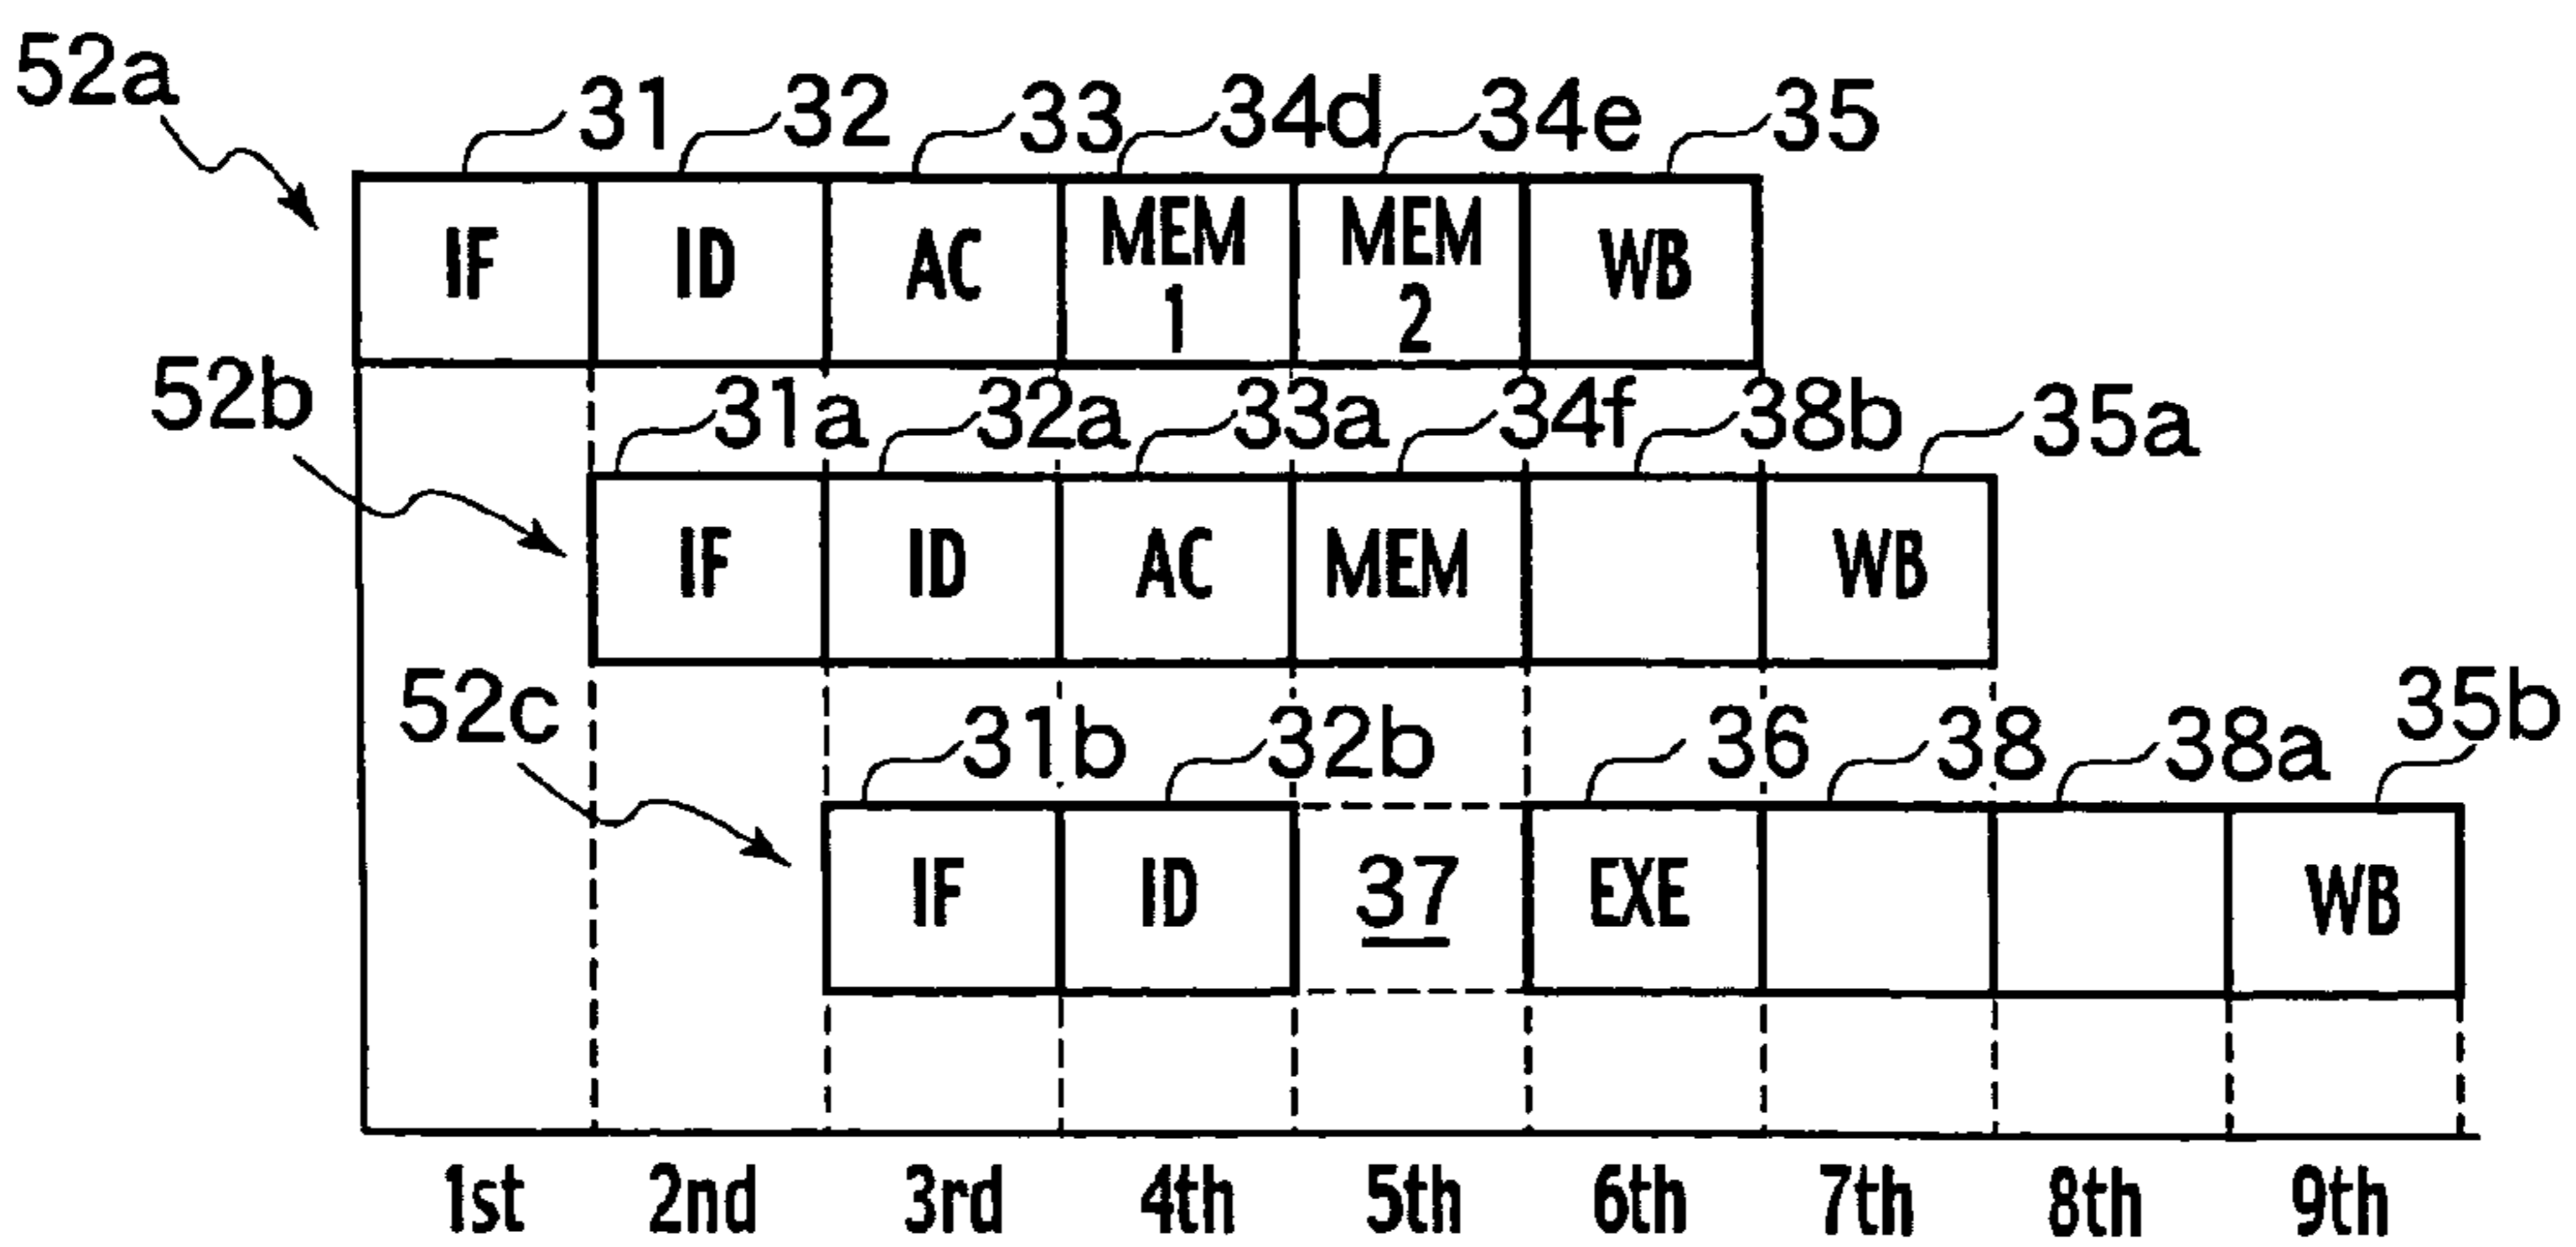 52a
31 32 33 34d 34e 35
IF ID AC MEM 1 MEM 2 WB
52b
31a 32a 33a 34f 38b 35a
IF ID AC MEM WB
52c
31b 32b 36 38 38a 35b
IF ID 37 EXE WB
1st 2nd 3rd 4th 5th 6th 7th 8th 9th